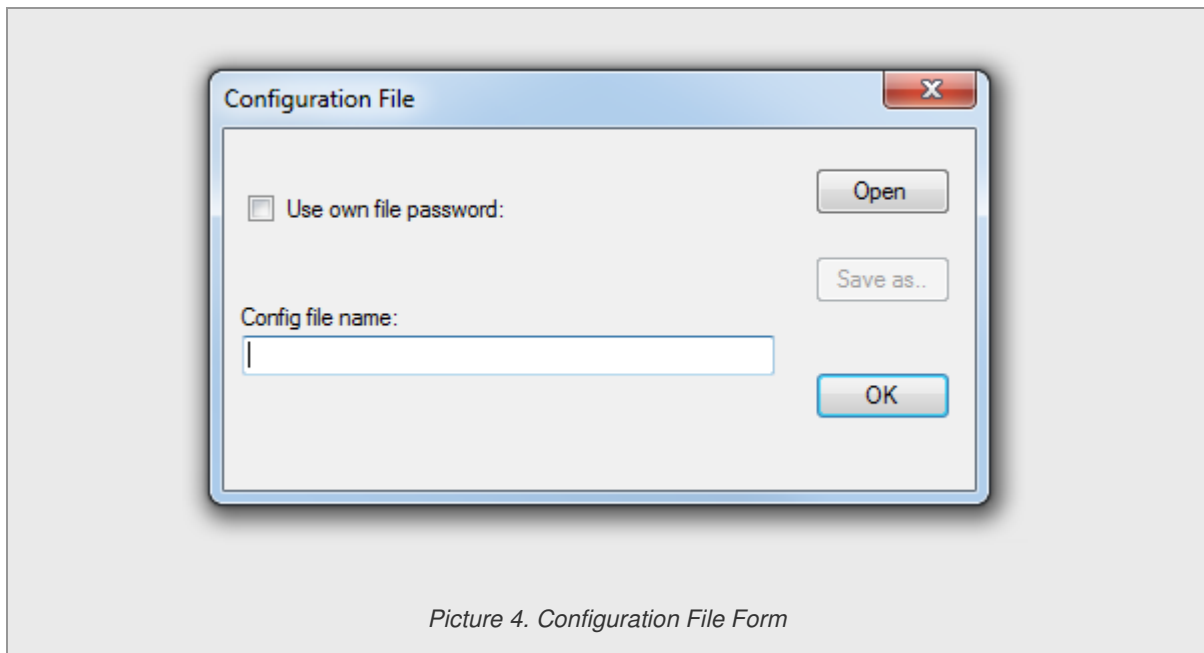 Configuration File
Open
Use own file password:
Save as..
Config file name:
OK
Picture 4. Configuration File Form